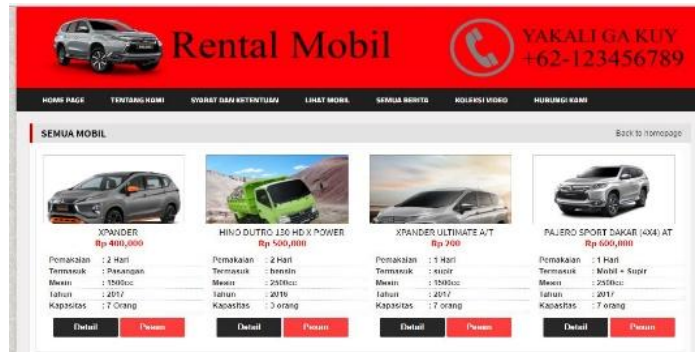 Rental Mobil
YAKALI GA KUY
+62-123456789
HOME PAGE TENTANG KAMI SYARAT DAN KETENTUAN LIHAT MOBIL SEMUA BERITA KOLEKSI VIDEO HUBUNGI KAMI
SEMUA MOBIL Back to homepage
XPANDER
Rp 400,000
Pemakaian : 2 Hari
Termasuk : Pasangan
Mesin : 1500cc
Tahun : 2017
Kapasitas : 7 Orang
Detail Pesan
HINO DUTRO 130 HD X POWER
Rp 500,000
Pemakaian : 2 Hari
Termasuk : bensin
Mesin : 2500cc
Tahun : 2016
Kapasitas : 3 orang
Detail Pesan
XPANDER ULTIMATE A/T
Rp 200
Pemakaian : 1 Hari
Termasuk : supir
Mesin : 1500cc
Tahun : 2017
Kapasitas : 7 orang
Detail Pesan
PAJERO SPORT DAKAR (4X4) AT
Rp 600,000
Pemakaian : 1 Hari
Termasuk : Mobil + Supir
Mesin : 2500cc
Tahun : 2017
Kapasitas : 7 orang
Detail Pesan